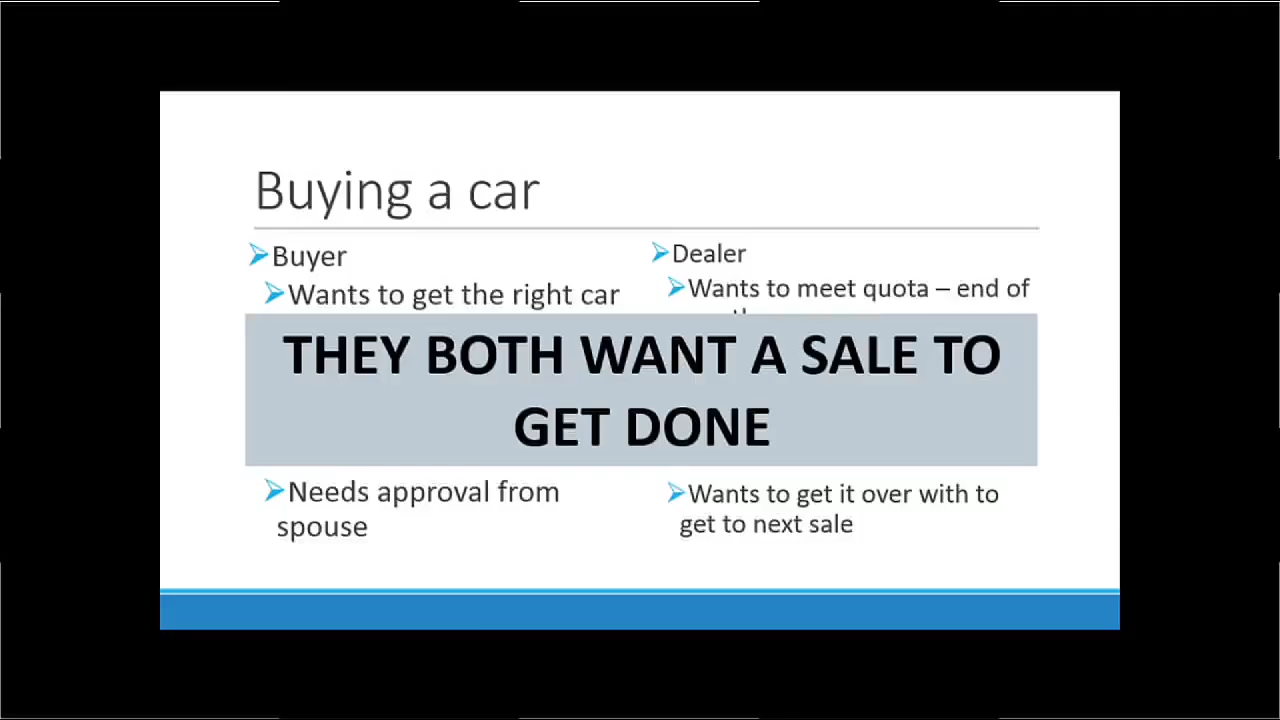 Buying a car
Buyer
Wants to get the right car
Dealer
Wants to meet quota – end of
THEY BOTH WANT A SALE TO
GET DONE
Needs approval from
spouse
Wants to get it over with to
get to next sale